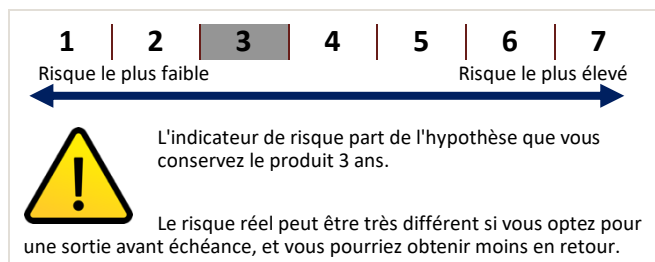 1 2 3 4 5 6 7
Risque le plus faible Risque le plus élevé
L'indicateur de risque part de l'hypothèse que vous
conservez le produit 3 ans.
Le risque réel peut être très différent si vous optez pour
une sortie avant échéance, et vous pourriez obtenir moins en retour.